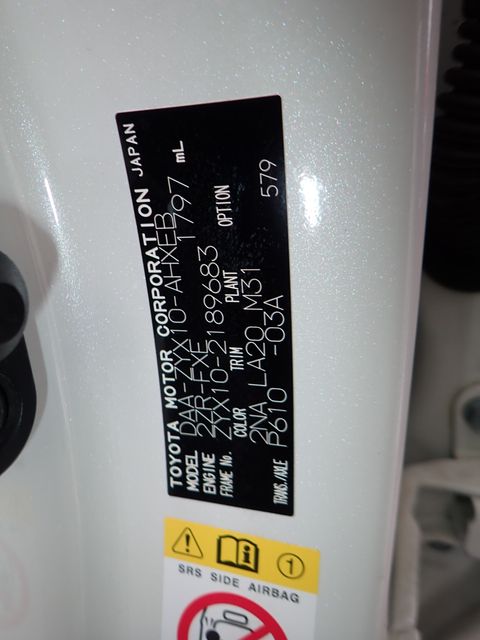 TOYOTA MOTOR CORPORATION JAPAN
MODEL DAA-ZYX10-AHXEB
ENGINE 2ZR-FXE 1797 mL
FRAME No. ZYX10-2189683
COLOR TRIM PLANT OPTION
2NA LA20 M31
TRANS./AXLE P610 -03A 579
1
SRS SIDE AIRBAG